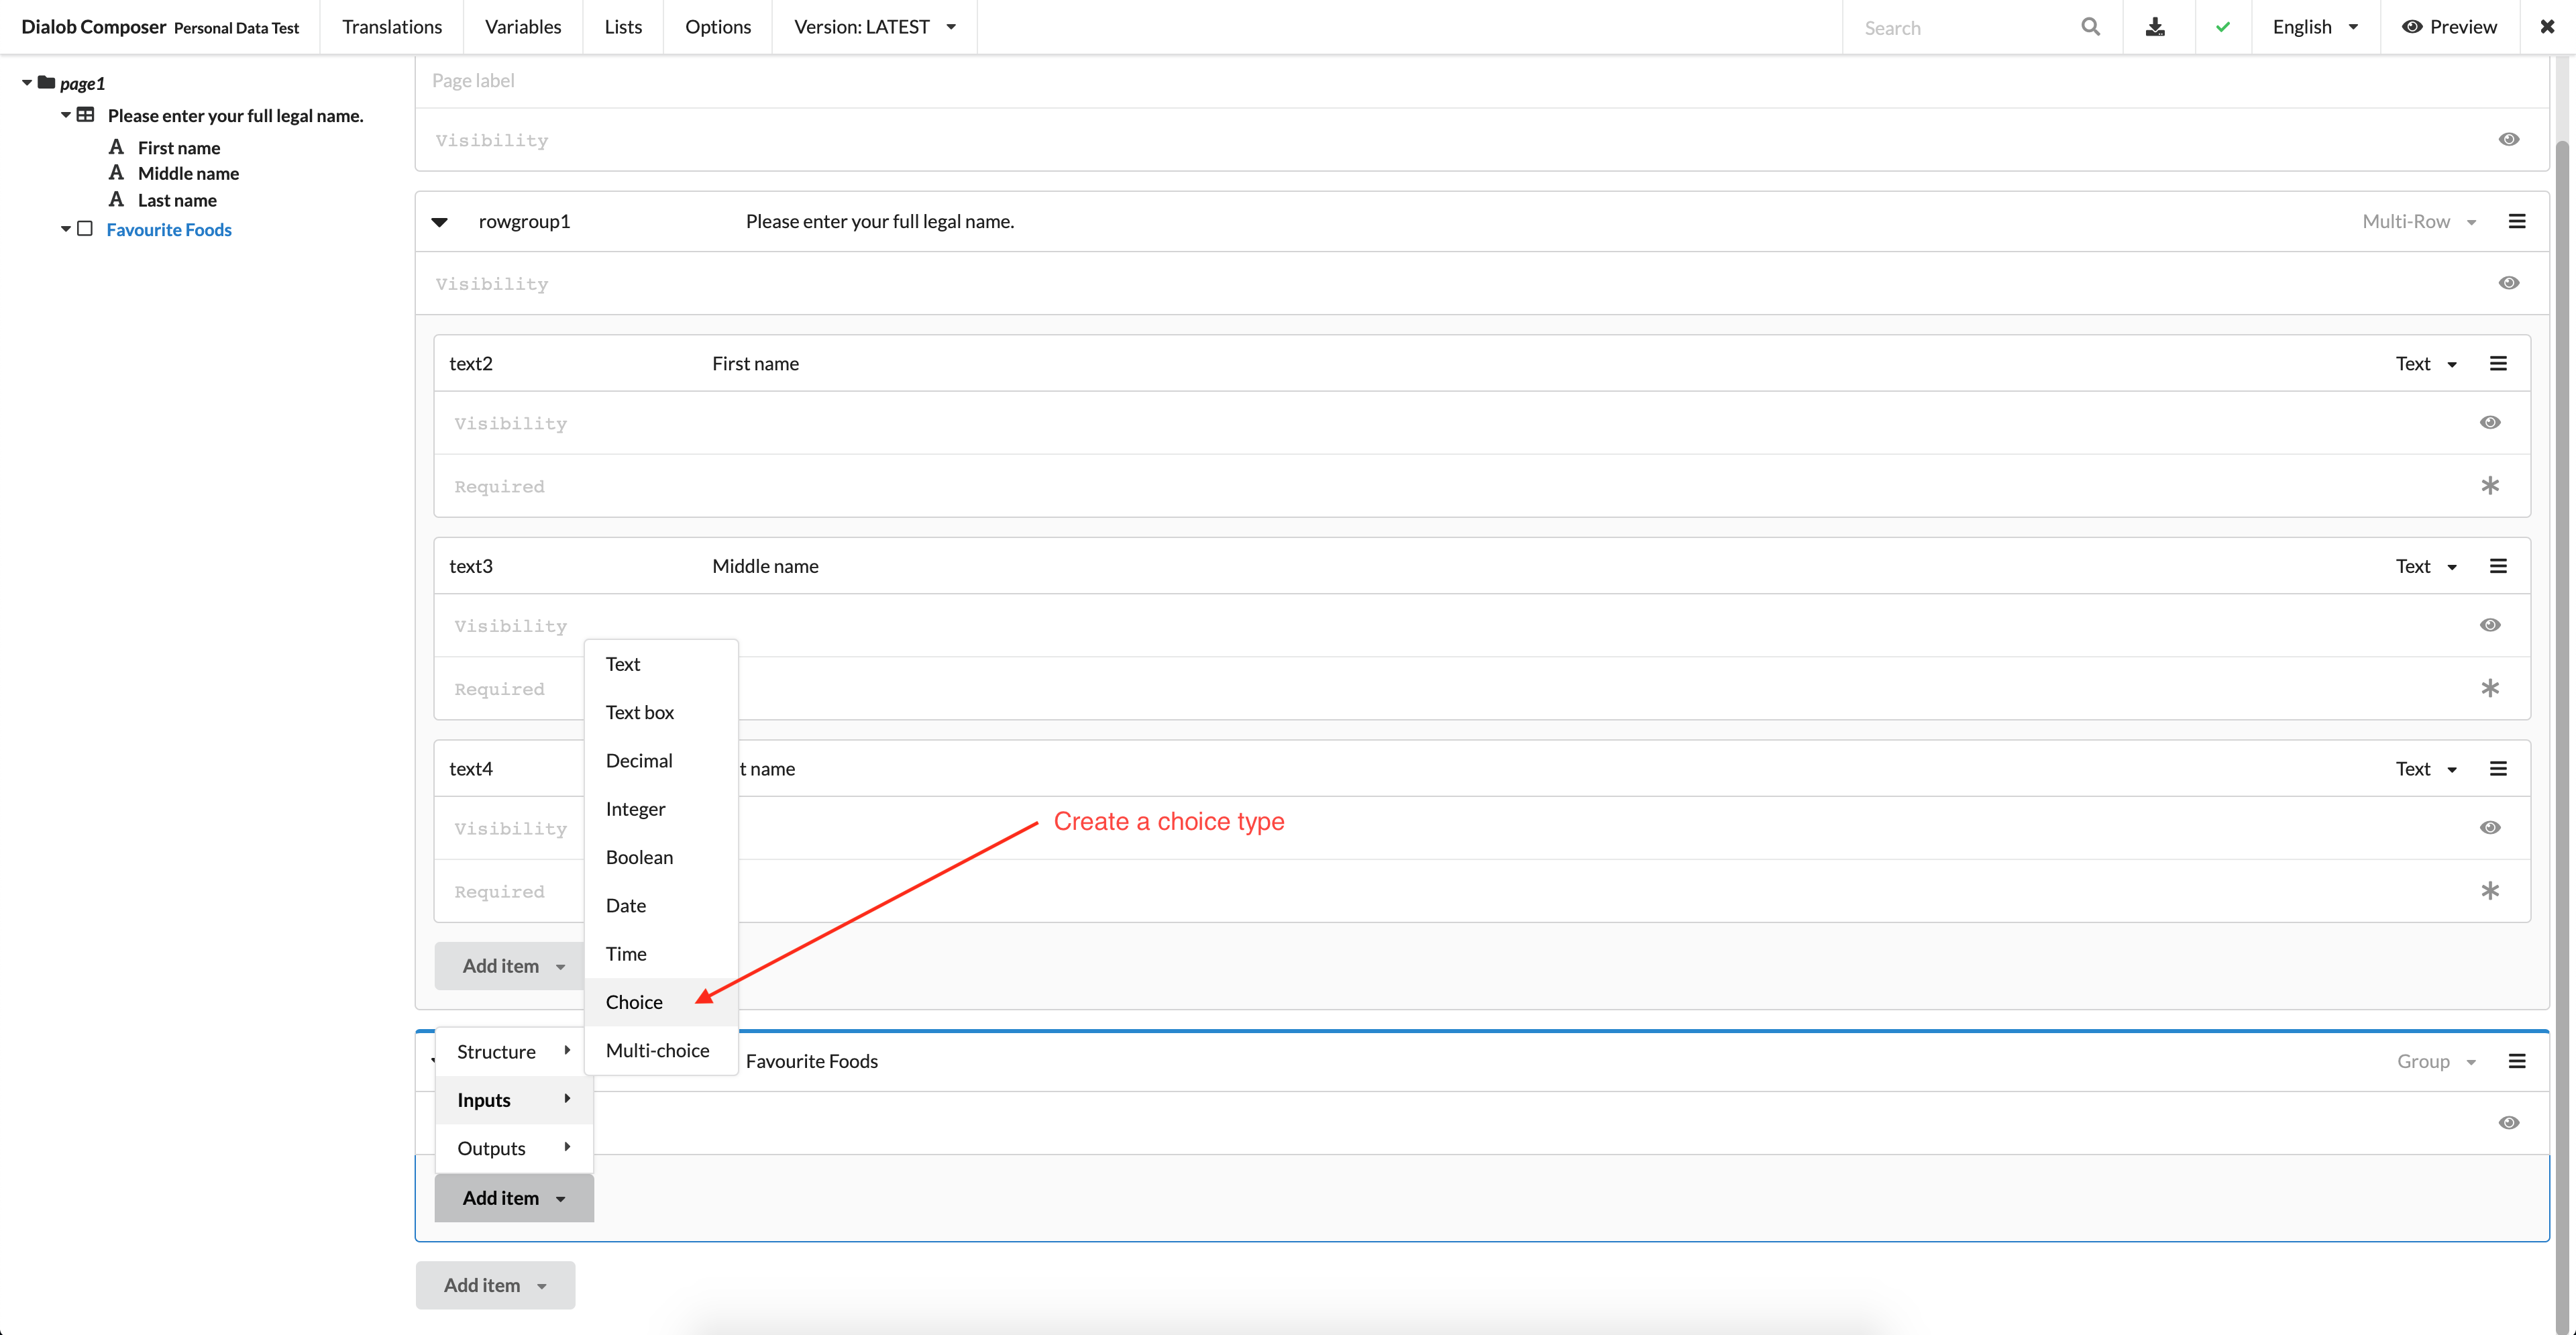 Dialob Composer Personal Data Test Translations Variables Lists Options Version: LATEST Search English Preview
page1
Please enter your full legal name.
First name
Middle name
Last name
Favourite Foods
Page label
Visibility
rowgroup1 Please enter your full legal name. Multi-Row
Visibility
text2 First name Text
Visibility
Required
text3 Middle name Text
Visibility
Required
text4 t name Text
Visibility
Required
Add item
Text
Text box
Decimal
Integer
Boolean
Date
Time
Choice
Multi-choice
Create a choice type
Structure
Inputs
Outputs
Favourite Foods Group
Add item
Add item